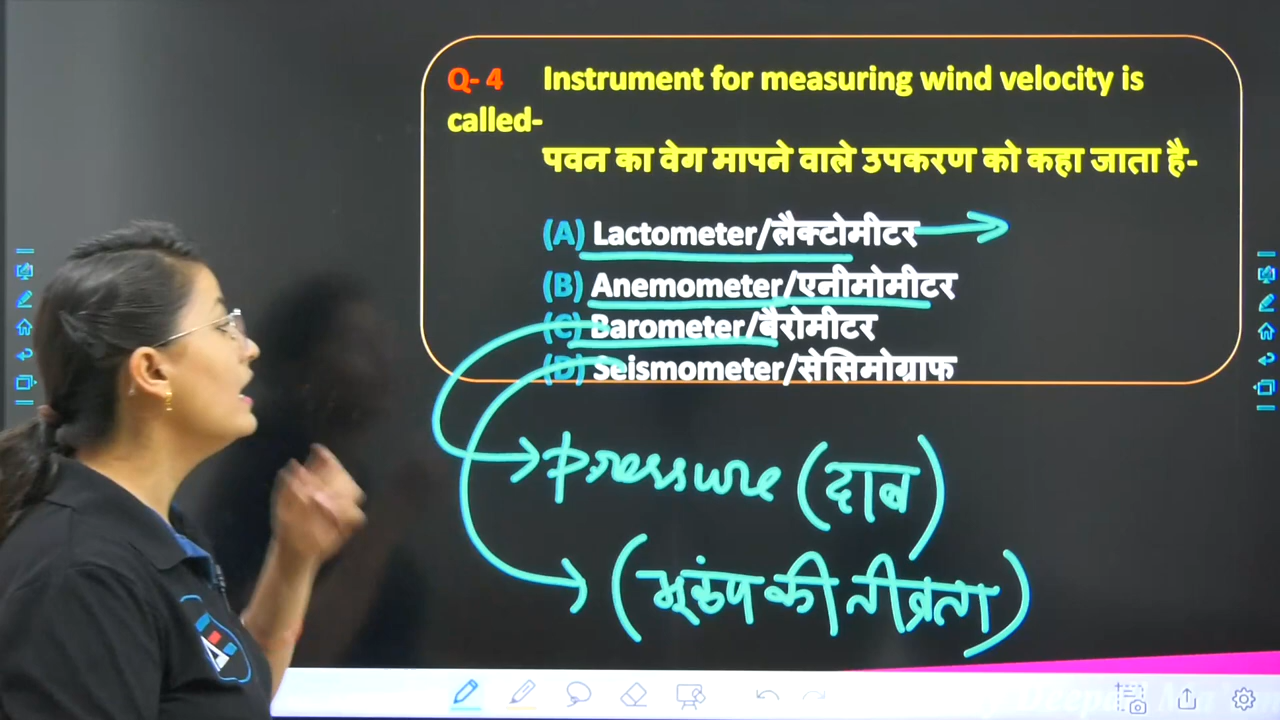 Q- 4 Instrument for measuring wind velocity is
called-
पवन का वेग मापने वाले उपकरण को कहा जाता है-
(A) Lactometer/लैक्टोमीटर
(B) Anemometer/एनीमोमीटर
(C) Barometer/बैरोमीटर
(D) Seismometer/सेसिमोग्राफ
Pressure (दाब)
(भूकंप की तीव्रता)